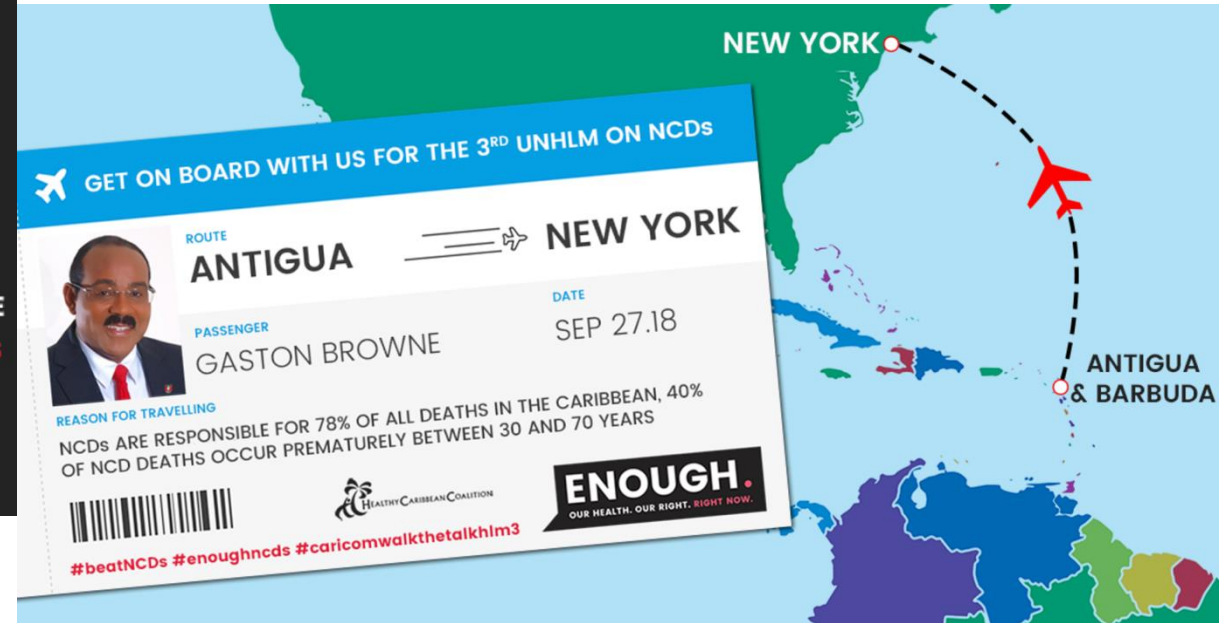 NEW YORK
GET ON BOARD WITH US FOR THE 3RD UNHLM ON NCDs
ROUTE
ANTIGUA
NEW YORK
PASSENGER
GASTON BROWNE
DATE
SEP 27.18
REASON FOR TRAVELLING
NCDs ARE RESPONSIBLE FOR 78% OF ALL DEATHS IN THE CARIBBEAN, 40%
OF NCD DEATHS OCCUR PREMATURELY BETWEEN 30 AND 70 YEARS
HEALTHY CARIBBEAN COALITION
ENOUGH.
OUR HEALTH. OUR RIGHT. RIGHT NOW.
#beatNCDs #enoughncds #caricomwalkthetalkhlm3
ANTIGUA
& BARBUDA
E